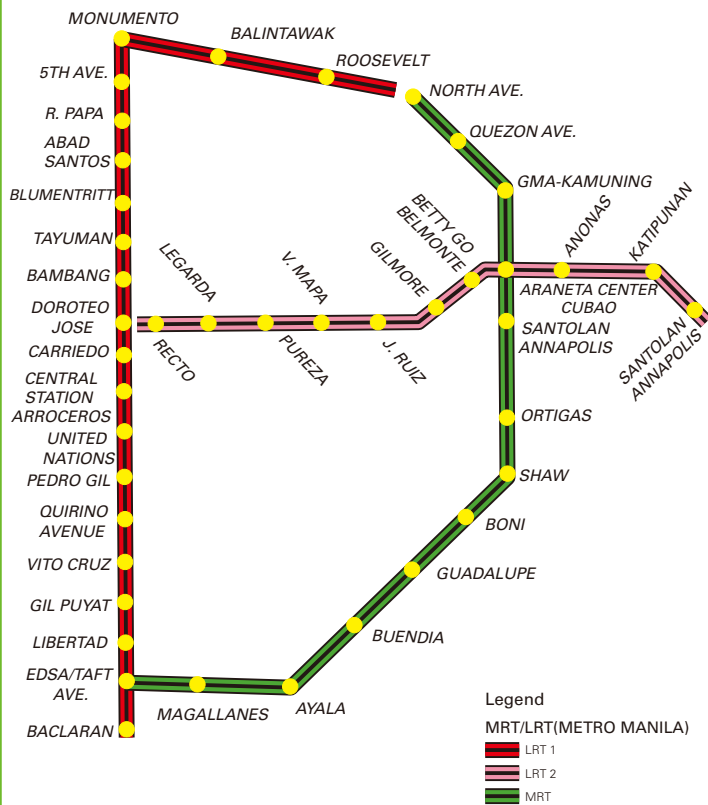 MONUMENTO
BALINTAWAK
ROOSEVELT
5TH AVE.
NORTH AVE.
R. PAPA
QUEZON AVE.
ABAD
SANTOS
GMA-KAMUNING
BLUMENTRITT
TAYUMAN
BAMBANG
DOROTEO
JOSE
LEGARDA
V. MAPA
GILMORE
BETTY GO
BELMONTE
ANONAS
KATIPUNAN
RECTO
PUREZA
J. RUIZ
ARANETA CENTER
CUBAO
SANTOLAN
ANNAPOLIS
SANTOLAN
ANNAPOLIS
CARRIEDO
CENTRAL
STATION
ARROCEROS
UNITED
NATIONS
ORTIGAS
PEDRO GIL
SHAW
QUIRINO
AVENUE
BONI
VITO CRUZ
GUADALUPE
GIL PUYAT
LIBERTAD
BUENDIA
EDSA/TAFT
AVE.
MAGALLANES
AYALA
BACLARAN
Legend
MRT/LRT(METRO MANILA)
LRT 1
LRT 2
MRT